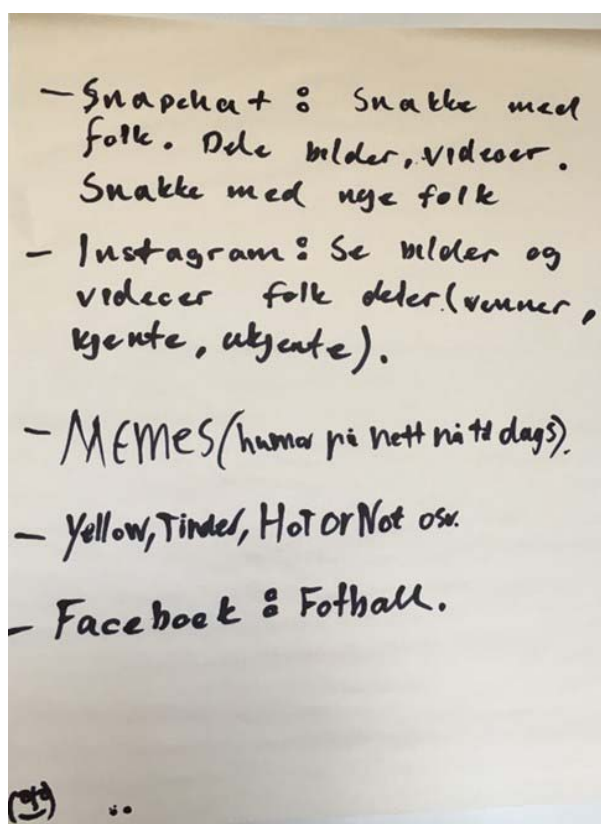 - Snapchat : Snakke med
folk. Dele bilder, videoer.
Snakke med nye folk
- Instagram : Se bilder og
videoer folk deler (venner,
kjente, ukjente).
- MEMES (humor på nett nå til dags).
- Yellow, Tinder, HOT or Not osv.
- Facebook : Fotball.